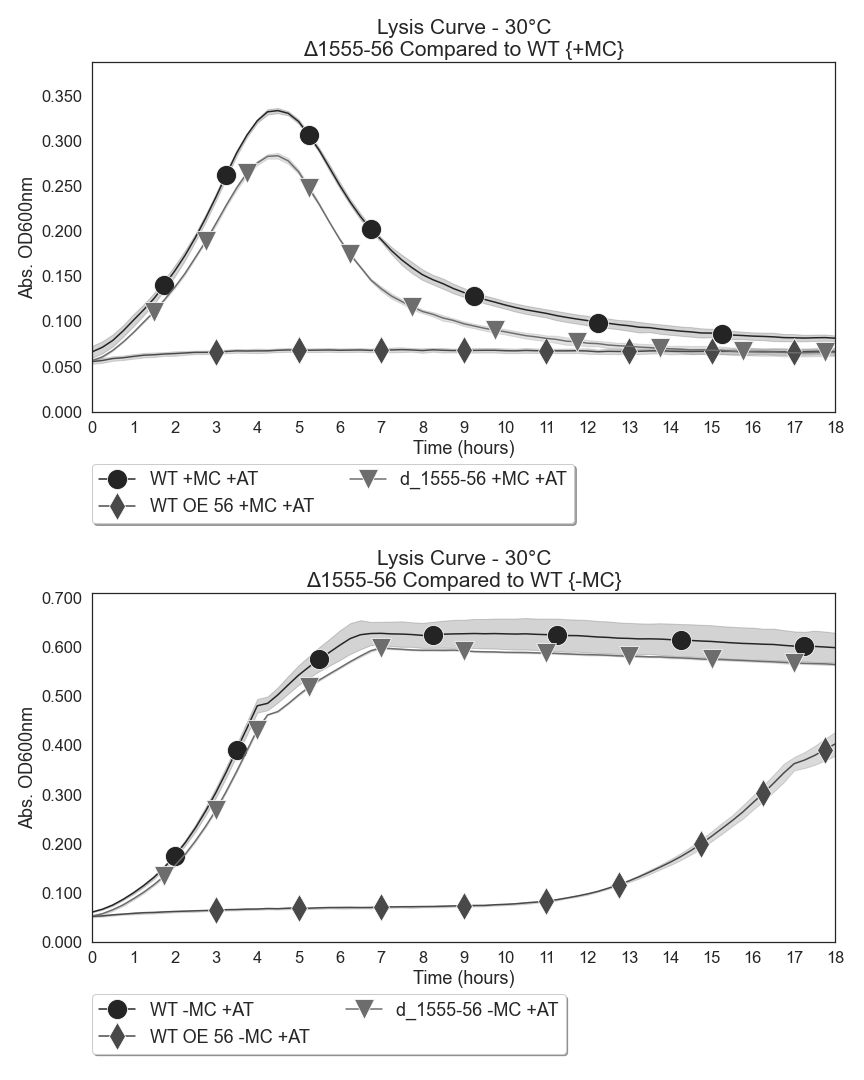 Lysis Curve - 30°C
Δ1555-56 Compared to WT {+MC}
0.350
0.300
0.250
0.200
0.150
0.100
0.050
0.000
Abs. OD600nm
0 1 2 3 4 5 6 7 8 9 10 11 12 13 14 15 16 17 18
Time (hours)
WT +MC +AT d_1555-56 +MC +AT
WT OE 56 +MC +AT
Lysis Curve - 30°C
Δ1555-56 Compared to WT {-MC}
0.700
0.600
0.500
0.400
0.300
0.200
0.100
0.000
Abs. OD600nm
0 1 2 3 4 5 6 7 8 9 10 11 12 13 14 15 16 17 18
Time (hours)
WT -MC +AT d_1555-56 -MC +AT
WT OE 56 -MC +AT